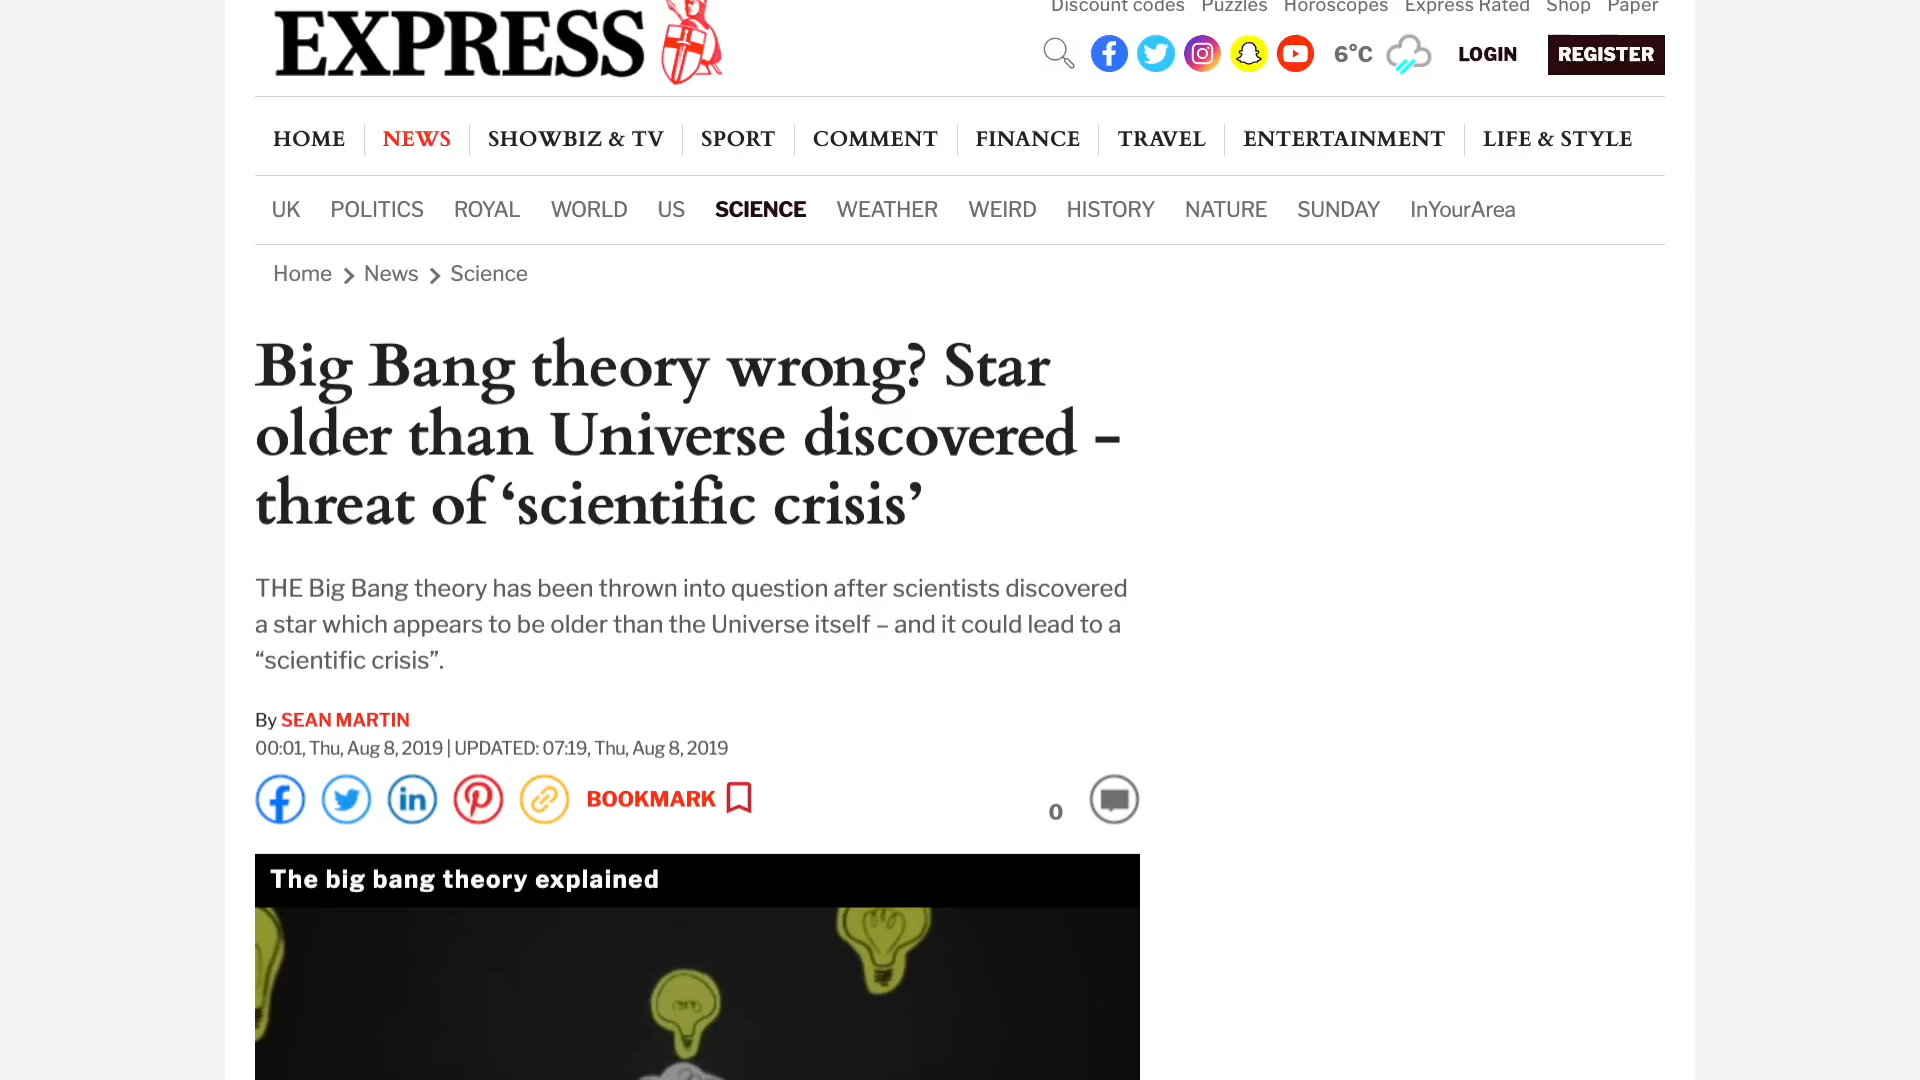 Discount codes Puzzles Horoscopes Express Rated Shop Paper
EXPRESS
6°C LOGIN REGISTER
HOME NEWS SHOWBIZ & TV SPORT COMMENT FINANCE TRAVEL ENTERTAINMENT LIFE & STYLE
UK POLITICS ROYAL WORLD US SCIENCE WEATHER WEIRD HISTORY NATURE SUNDAY InYourArea
Home News Science
Big Bang theory wrong? Star
older than Universe discovered –
threat of ‘scientific crisis’
THE Big Bang theory has been thrown into question after scientists discovered
a star which appears to be older than the Universe itself – and it could lead to a
“scientific crisis”.
By SEAN MARTIN
00:01, Thu, Aug 8, 2019 | UPDATED: 07:19, Thu, Aug 8, 2019
in BOOKMARK 0
The big bang theory explained